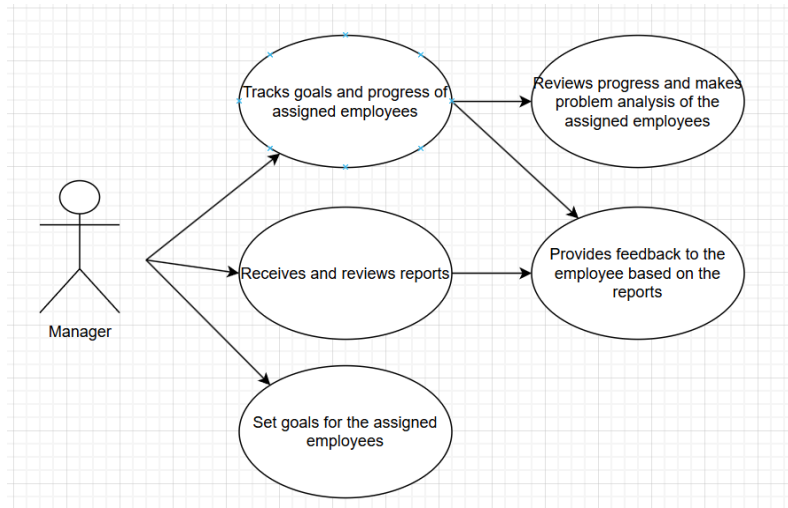 Tracks goals and progress of
assigned employees
Reviews progress and makes
problem analysis of the
assigned employees
Receives and reviews reports
Provides feedback to the
employee based on the
reports
Manager
Set goals for the assigned
employees